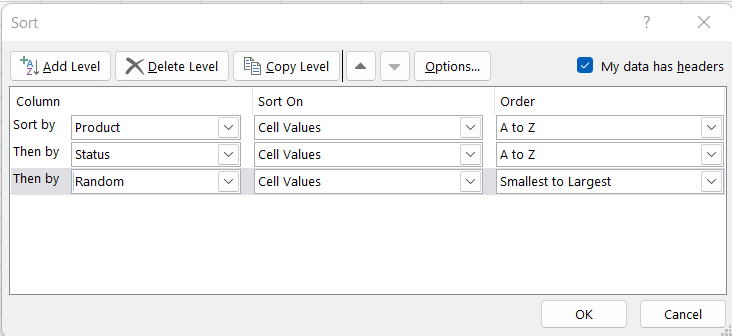 Sort ? ×
Add Level Delete Level Copy Level Options... My data has headers
Column Sort On Order
Sort by Product Cell Values A to Z
Then by Status Cell Values A to Z
Then by Random Cell Values Smallest to Largest
OK Cancel